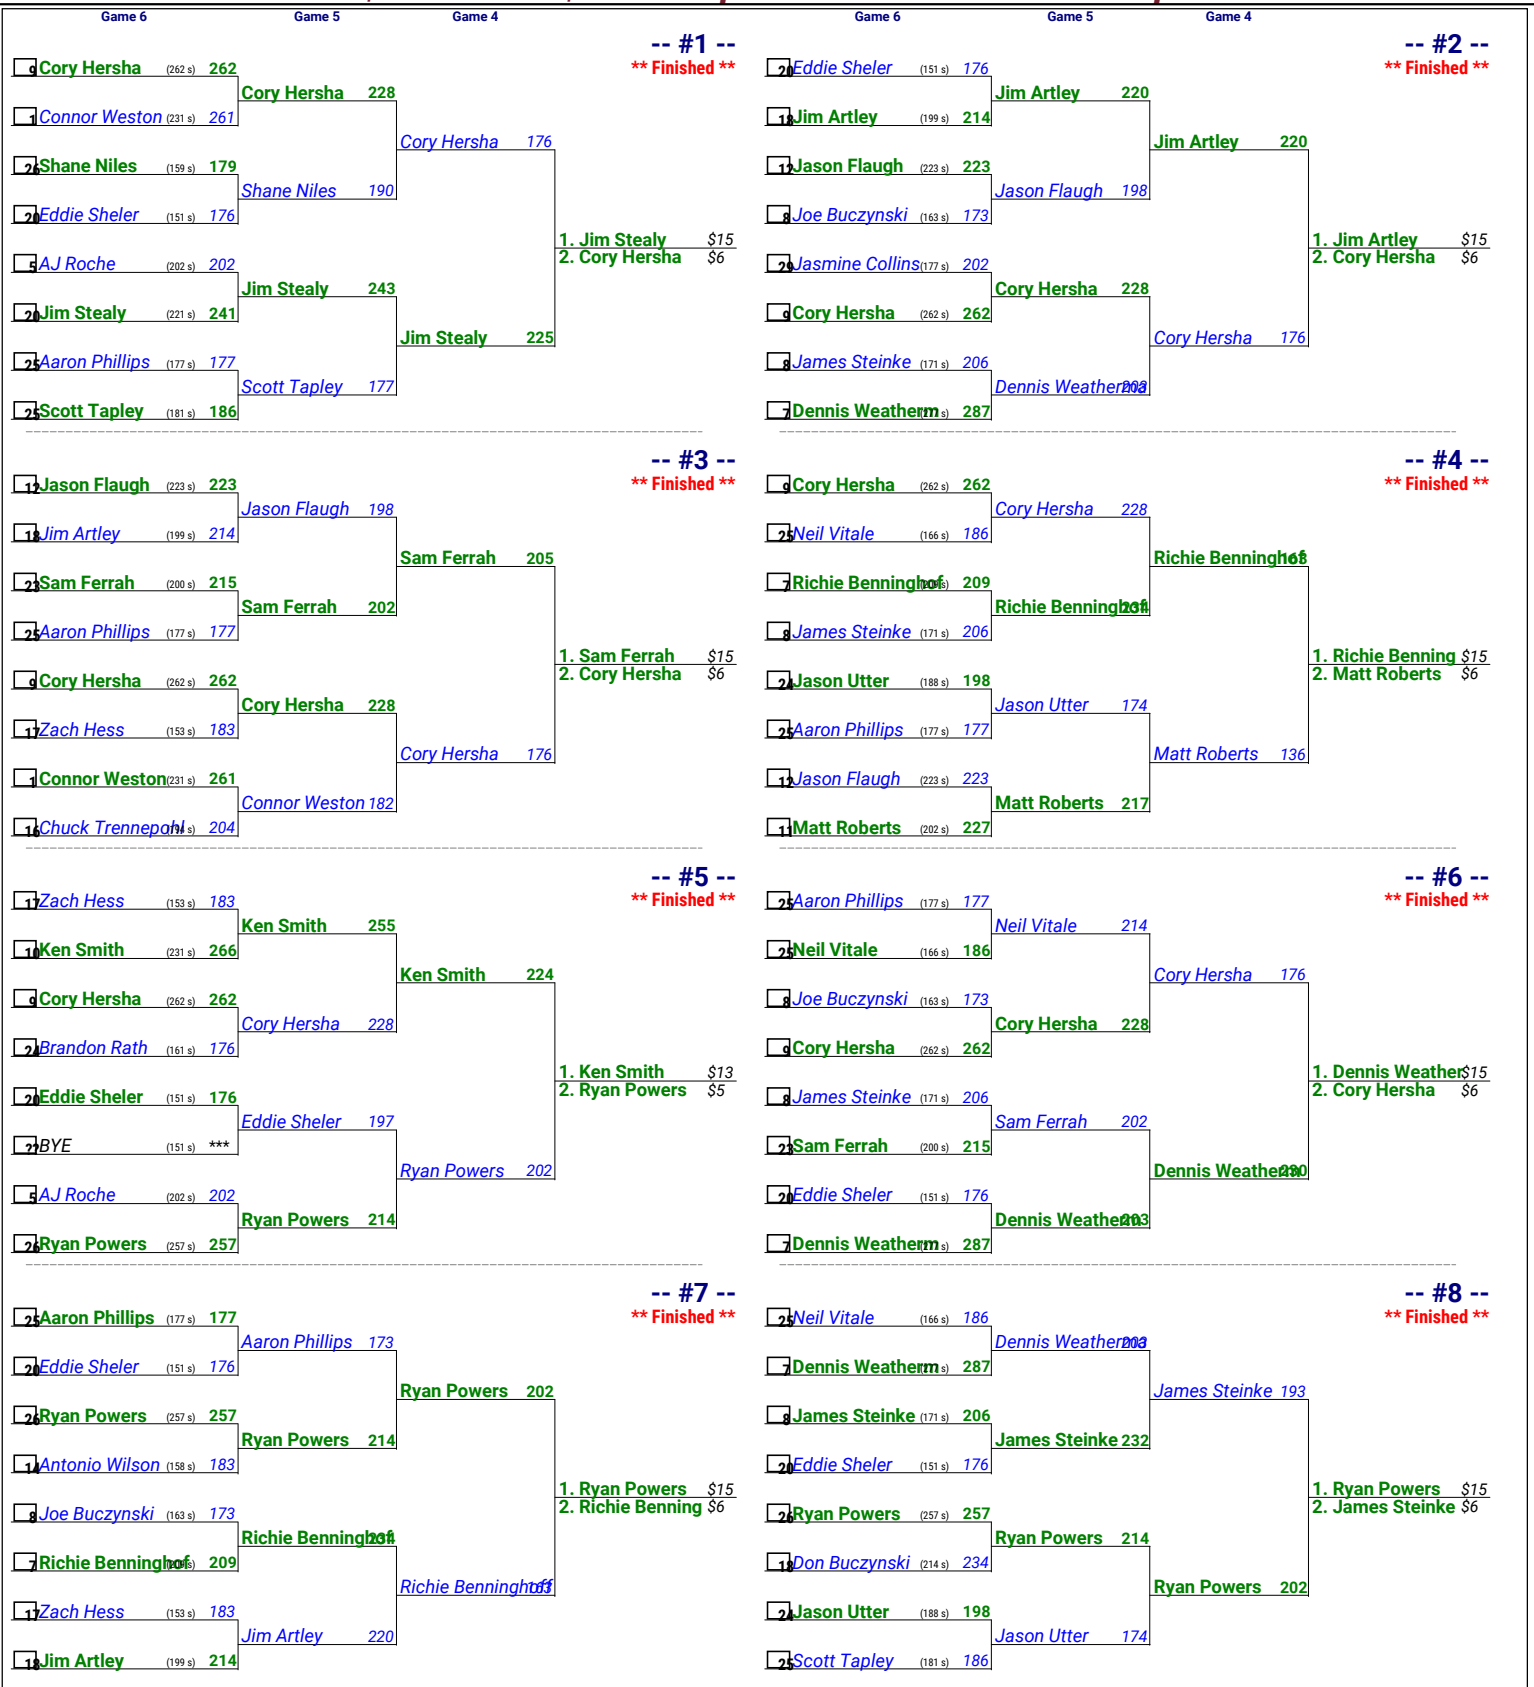 Game 6 Game 5 Game 4 Game 6 Game 5 Game 4
-- #1 --
** Finished **
9 Cory Hersha (262 s) 262
Cory Hersha 228
1 Connor Weston (231 s) 261
Cory Hersha 176
26 Shane Niles (159 s) 179
Shane Niles 190
20 Eddie Sheler (151 s) 176
1. Jim Stealy $15
2. Cory Hersha $6
5 AJ Roche (202 s) 202
Jim Stealy 243
20 Jim Stealy (221 s) 241
Jim Stealy 225
25 Aaron Phillips (177 s) 177
Scott Tapley 177
25 Scott Tapley (181 s) 186
-- #2 --
** Finished **
20 Eddie Sheler (151 s) 176
Jim Artley 220
18 Jim Artley (199 s) 214
Jim Artley 220
12 Jason Flaugh (223 s) 223
Jason Flaugh 198
8 Joe Buczynski (163 s) 173
1. Jim Artley $15
2. Cory Hersha $6
29 Jasmine Collins (177 s) 202
Cory Hersha 228
9 Cory Hersha (262 s) 262
Cory Hersha 176
8 James Steinke (171 s) 206
Dennis Weatherma
7 Dennis Weatherm 287
-- #3 --
** Finished **
12 Jason Flaugh (223 s) 223
Jason Flaugh 198
18 Jim Artley (199 s) 214
Sam Ferrah 205
23 Sam Ferrah (200 s) 215
Sam Ferrah 202
25 Aaron Phillips (177 s) 177
1. Sam Ferrah $15
2. Cory Hersha $6
9 Cory Hersha (262 s) 262
Cory Hersha 228
17 Zach Hess (153 s) 183
Cory Hersha 176
1 Connor Weston (231 s) 261
Connor Weston 182
16 Chuck Trennepohl 204
-- #4 --
** Finished **
9 Cory Hersha (262 s) 262
Cory Hersha 228
25 Neil Vitale (166 s) 186
Richie Benninghof 163
7 Richie Benninghof 209
Richie Benninghof 234
8 James Steinke (171 s) 206
1. Richie Benning $15
2. Matt Roberts $6
24 Jason Utter (188 s) 198
Jason Utter 174
25 Aaron Phillips (177 s) 177
Matt Roberts 136
12 Jason Flaugh (223 s) 223
Matt Roberts 217
11 Matt Roberts (202 s) 227
-- #5 --
** Finished **
17 Zach Hess (153 s) 183
Ken Smith 255
10 Ken Smith (231 s) 266
Ken Smith 224
9 Cory Hersha (262 s) 262
Cory Hersha 228
24 Brandon Rath (161 s) 176
1. Ken Smith $13
2. Ryan Powers $5
20 Eddie Sheler (151 s) 176
Eddie Sheler 197
?? BYE (151 s) ***
Ryan Powers 202
5 AJ Roche (202 s) 202
Ryan Powers 214
26 Ryan Powers (257 s) 257
-- #6 --
** Finished **
25 Aaron Phillips (177 s) 177
Neil Vitale 214
25 Neil Vitale (166 s) 186
Cory Hersha 176
8 Joe Buczynski (163 s) 173
Cory Hersha 228
9 Cory Hersha (262 s) 262
1. Dennis Weather $15
2. Cory Hersha $6
8 James Steinke (171 s) 206
Sam Ferrah 202
23 Sam Ferrah (200 s) 215
Dennis Weatherm 230
20 Eddie Sheler (151 s) 176
Dennis Weatherm 203
7 Dennis Weatherm 287
-- #7 --
** Finished **
25 Aaron Phillips (177 s) 177
Aaron Phillips 173
20 Eddie Sheler (151 s) 176
Ryan Powers 202
26 Ryan Powers (257 s) 257
Ryan Powers 214
14 Antonio Wilson (158 s) 183
1. Ryan Powers $15
2. Richie Benning $6
8 Joe Buczynski (163 s) 173
Richie Benninghof 234
7 Richie Benninghof 209
Richie Benninghoff 163
17 Zach Hess (153 s) 183
Jim Artley 220
18 Jim Artley (199 s) 214
-- #8 --
** Finished **
25 Neil Vitale (166 s) 186
Dennis Weatherma 203
7 Dennis Weatherm 287
James Steinke 193
8 James Steinke (171 s) 206
James Steinke 232
20 Eddie Sheler (151 s) 176
1. Ryan Powers $15
2. James Steinke $6
26 Ryan Powers (257 s) 257
Ryan Powers 214
18 Don Buczynski (214 s) 234
Ryan Powers 202
24 Jason Utter (188 s) 198
Jason Utter 174
25 Scott Tapley (181 s) 186